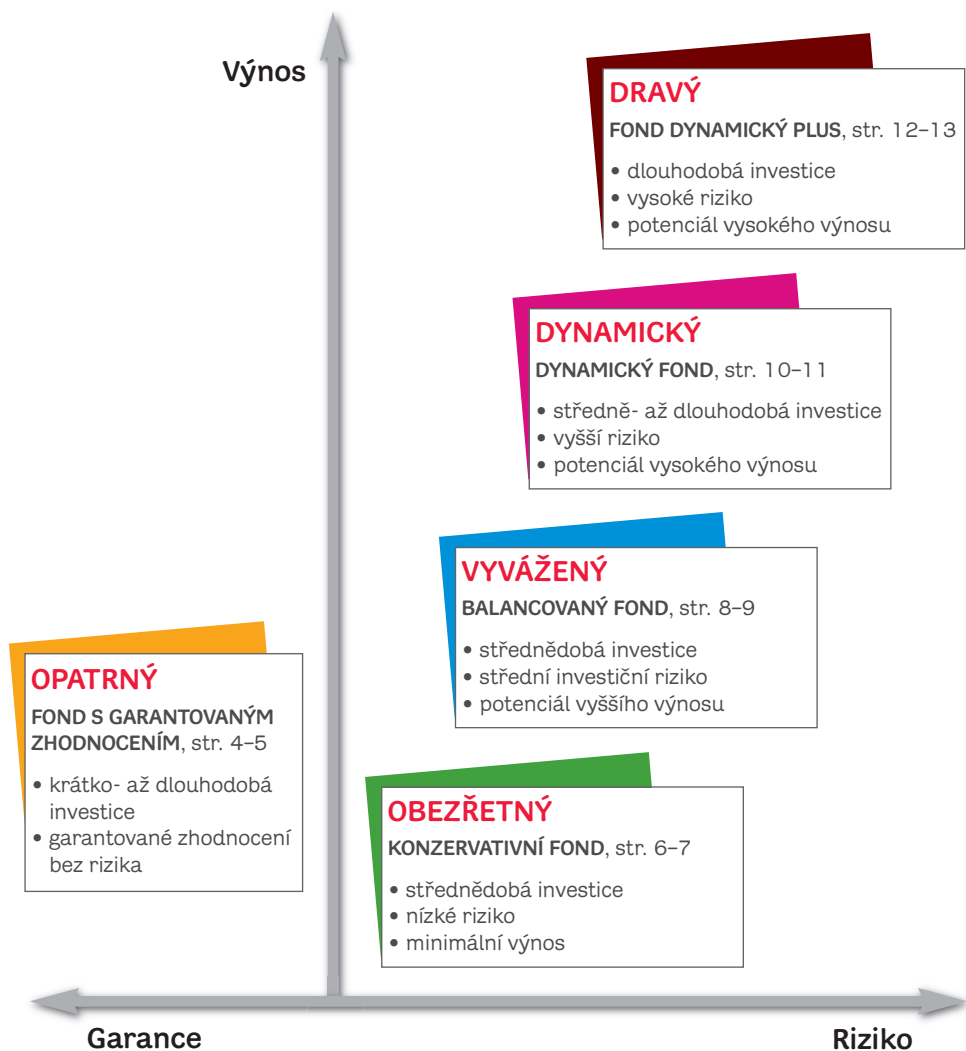 Výnos
DRAVÝ
FOND DYNAMICKÝ PLUS, str. 12–13
• dlouhodobá investice
• vysoké riziko
• potenciál vysokého výnosu
DYNAMICKÝ
DYNAMICKÝ FOND, str. 10–11
• středně- až dlouhodobá investice
• vyšší riziko
• potenciál vysokého výnosu
VYVÁŽENÝ
BALANCOVANÝ FOND, str. 8–9
• střednědobá investice
• střední investiční riziko
• potenciál vyššího výnosu
OPATRNÝ
FOND S GARANTOVANÝM
ZHODNOCENÍM, str. 4–5
• krátko- až dlouhodobá
investice
• garantované zhodnocení
bez rizika
OBEZŘETNÝ
KONZERVATIVNÍ FOND, str. 6–7
• střednědobá investice
• nízké riziko
• minimální výnos
Garance
Riziko